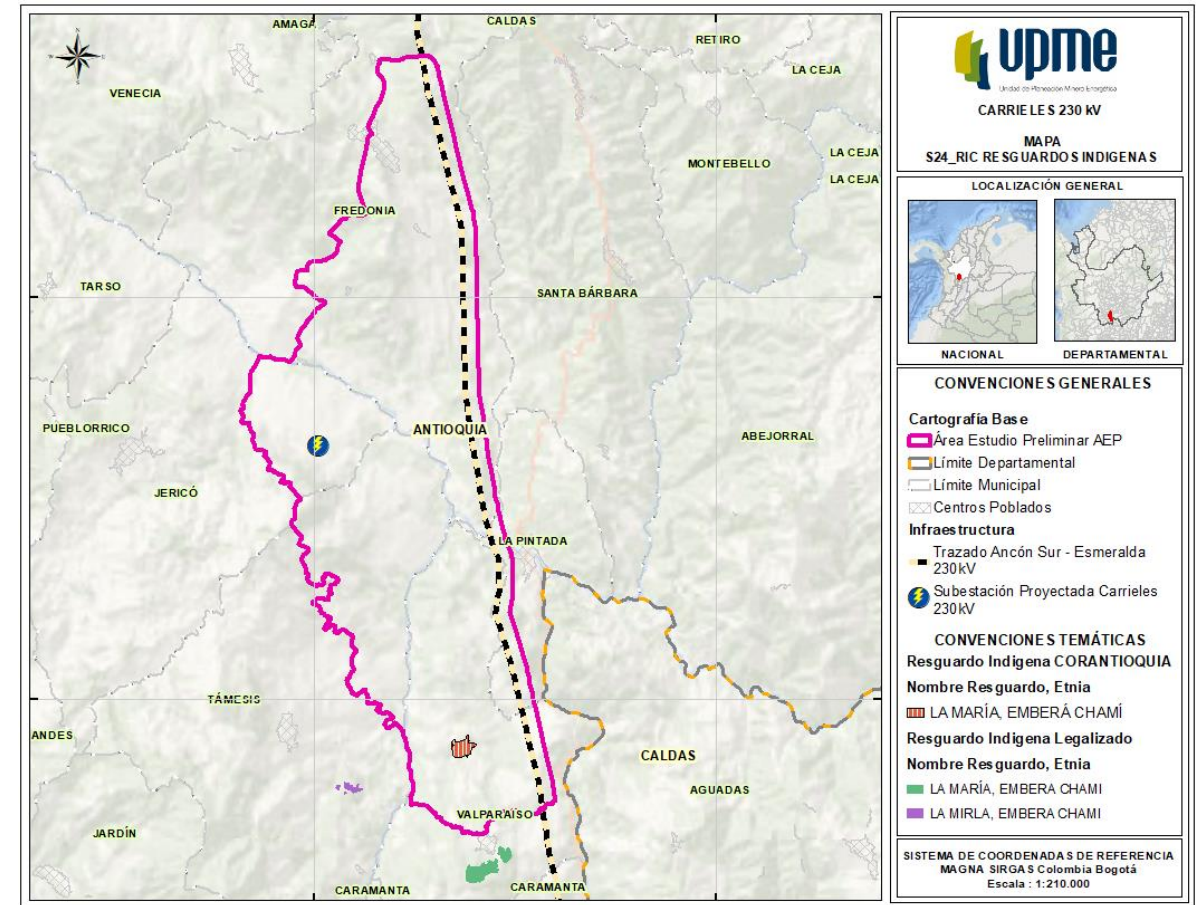 AMAGÁ
CALDAS
RETIRO
LA CEJA
VENECIA
MONTEBELLO
LA CEJA
LA CEJA
FREDONIA
TARSO
SANTA BÁRBARA
PUEBLORRICO
ANTIOQUIA
ABEJORRAL
JERICÓ
LA PINTADA
TÁMESIS
ANDES
CALDAS
AGUADAS
VALPARAÍSO
JARDÍN
CARAMANTA
CARAMANTA
upme
Unidad de Planeación Minero Energética
CARRIELES 230 kV
MAPA
S24_RIC RESGUARDOS INDIGENAS
LOCALIZACIÓN GENERAL
NACIONAL
DEPARTAMENTAL
CONVENCIONES GENERALES
Cartografía Base
Área Estudio Preliminar AEP
Límite Departamental
Límite Municipal
Centros Poblados
Infraestructura
Trazado Ancón Sur - Esmeralda
230kV
Subestación Proyectada Carrieles
230kV
CONVENCIONES TEMÁTICAS
Resguardo Indigena CORANTIOQUIA
Nombre Resguardo, Etnia
LA MARÍA, EMBERÁ CHAMÍ
Resguardo Indigena Legalizado
Nombre Resguardo, Etnia
LA MARÍA, EMBERA CHAMI
LA MIRLA, EMBERA CHAMI
SISTEMA DE COORDENADAS DE REFERENCIA
MAGNA SIRGAS Colombia Bogotá
Escala : 1:210.000